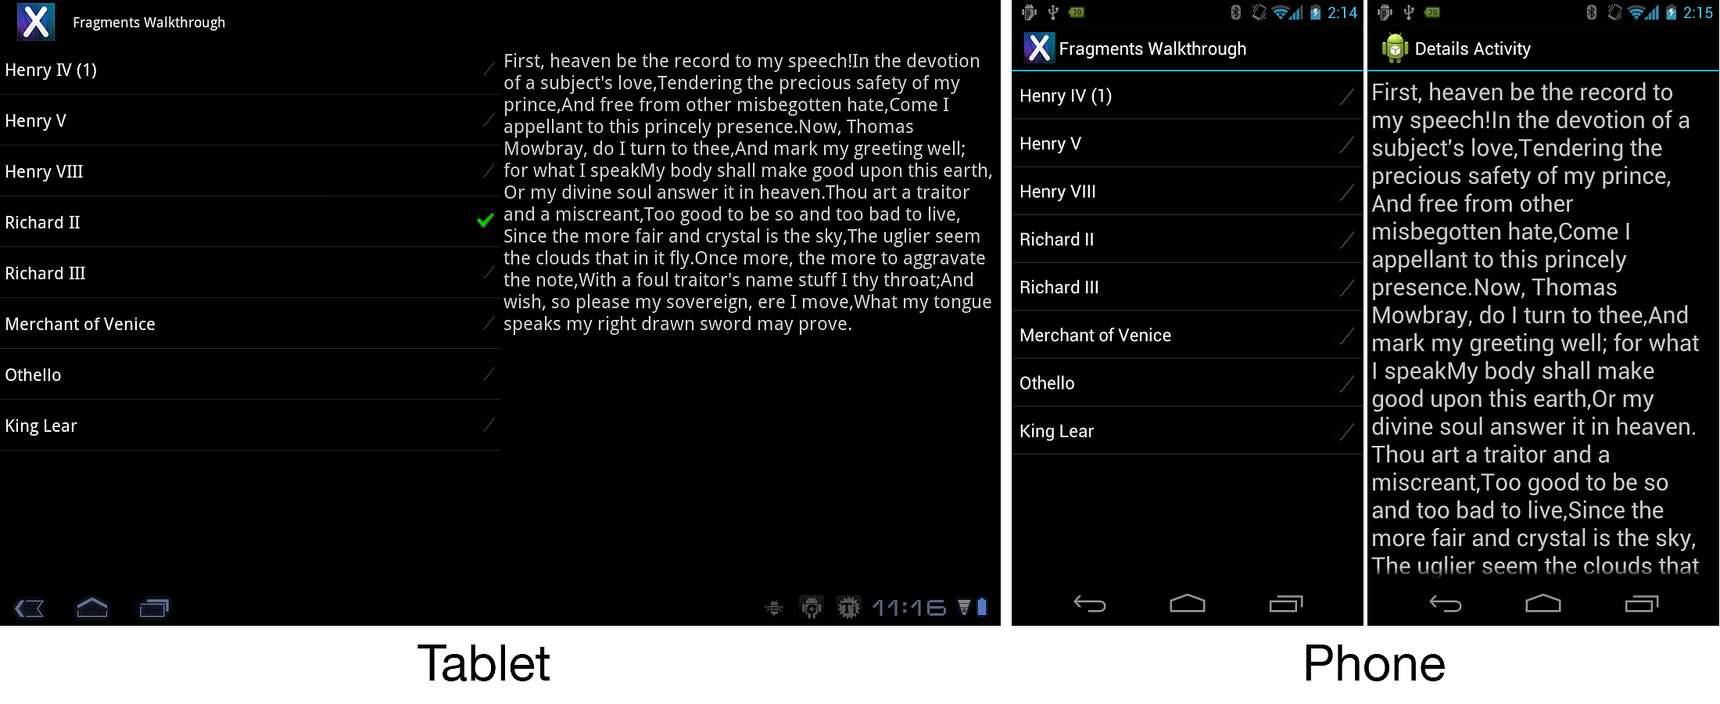 Fragments Walkthrough
Henry IV (1)
Henry V
Henry VIII
Richard II
Richard III
Merchant of Venice
Othello
King Lear
First, heaven be the record to my speech!In the devotion
of a subject's love,Tendering the precious safety of my
prince,And free from other misbegotten hate,Come I
appellant to this princely presence.Now, Thomas
Mowbray, do I turn to thee,And mark my greeting well;
for what I speakMy body shall make good upon this earth,
Or my divine soul answer it in heaven.Thou art a traitor
and a miscreant,Too good to be so and too bad to live,
Since the more fair and crystal is the sky,The uglier seem
the clouds that in it fly.Once more, the more to aggravate
the note,With a foul traitor's name stuff I thy throat;And
wish, so please my sovereign, ere I move,What my tongue
speaks my right drawn sword may prove.
11:16
Tablet
70
2:14
Fragments Walkthrough
Henry IV (1)
Henry V
Henry VIII
Richard II
Richard III
Merchant of Venice
Othello
King Lear
70
2:15
Details Activity
First, heaven be the record to
my speech!In the devotion of a
subject's love,Tendering the
precious safety of my prince,
And free from other
misbegotten hate,Come I
appellant to this princely
presence.Now, Thomas
Mowbray, do I turn to thee,And
mark my greeting well; for what
I speakMy body shall make
good upon this earth,Or my
divine soul answer it in heaven.
Thou art a traitor and a
miscreant,Too good to be so
and too bad to live,Since the
more fair and crystal is the sky,
The uglier seem the clouds that
Phone